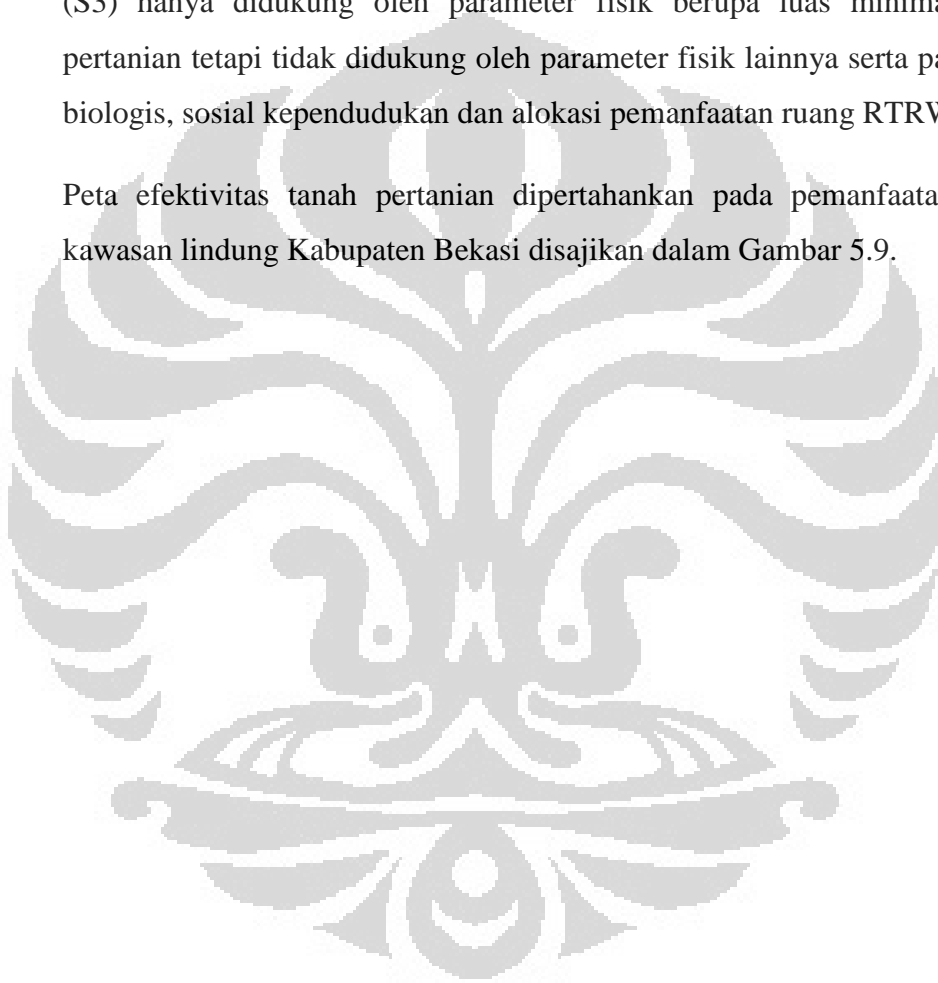 (S3) hanya didukung oleh parameter fisik berupa luas minima
pertanian tetapi tidak didukung oleh parameter fisik lainnya serta pa
biologis, sosial kependudukan dan alokasi pemanfaatan ruang RTRW
Peta efektivitas tanah pertanian dipertahankan pada pemanfaata
kawasan lindung Kabupaten Bekasi disajikan dalam Gambar 5.9.